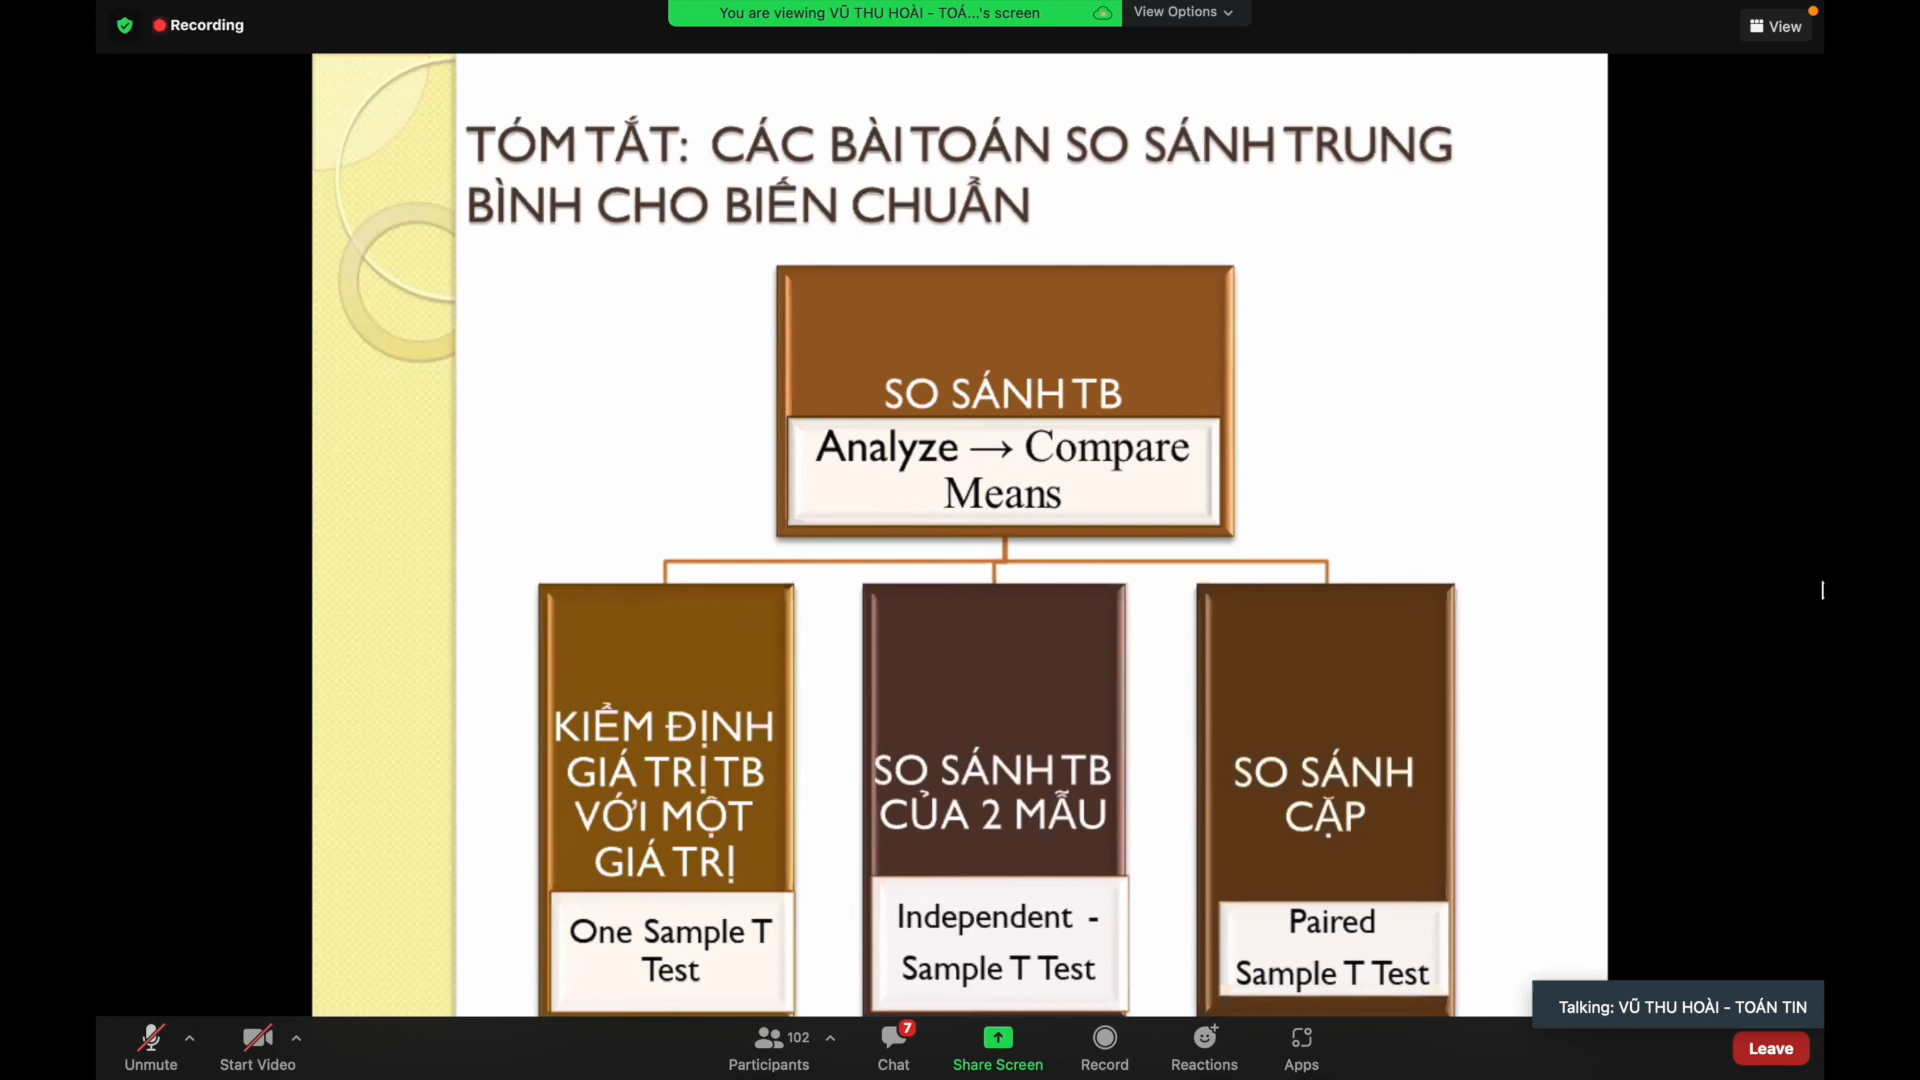 Recording
You are viewing VŨ THU HOÀI - TOÁ...'s screen
View Options
View
TÓM TẮT: CÁC BÀI TOÁN SO SÁNH TRUNG
BÌNH CHO BIẾN CHUẨN
SO SÁNH TB
Analyze → Compare
Means
KIỂM ĐỊNH
GIÁ TRỊ TB
VỚI MỘT
GIÁ TRỊ
One Sample T
Test
SO SÁNH TB
CỦA 2 MẪU
Independent -
Sample T Test
SO SÁNH
CẶP
Paired
Sample T Test
Talking: VŨ THU HOÀI - TOÁN TIN
Unmute
Start Video
102
Participants
7
Chat
Share Screen
Record
Reactions
Apps
Leave